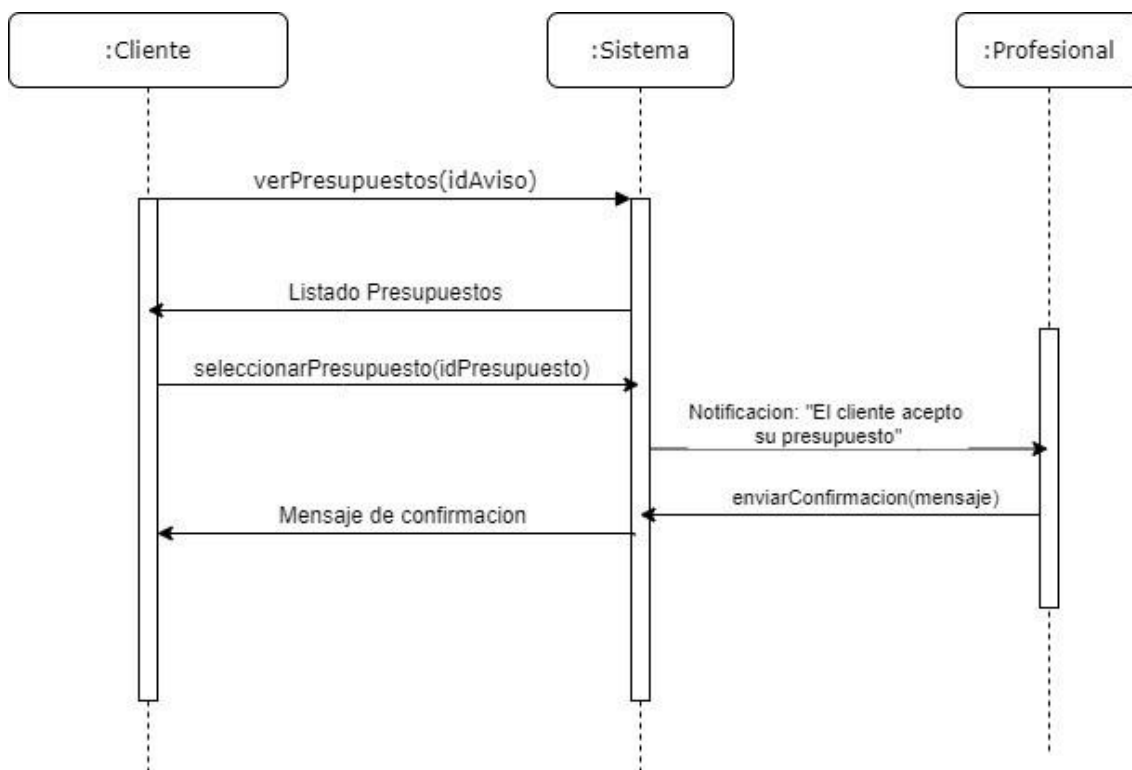 :Cliente
:Sistema
:Profesional
verPresupuestos(idAviso)
Listado Presupuestos
seleccionarPresupuesto(idPresupuesto)
Notificacion: "El cliente acepto
su presupuesto"
enviarConfirmacion(mensaje)
Mensaje de confirmacion